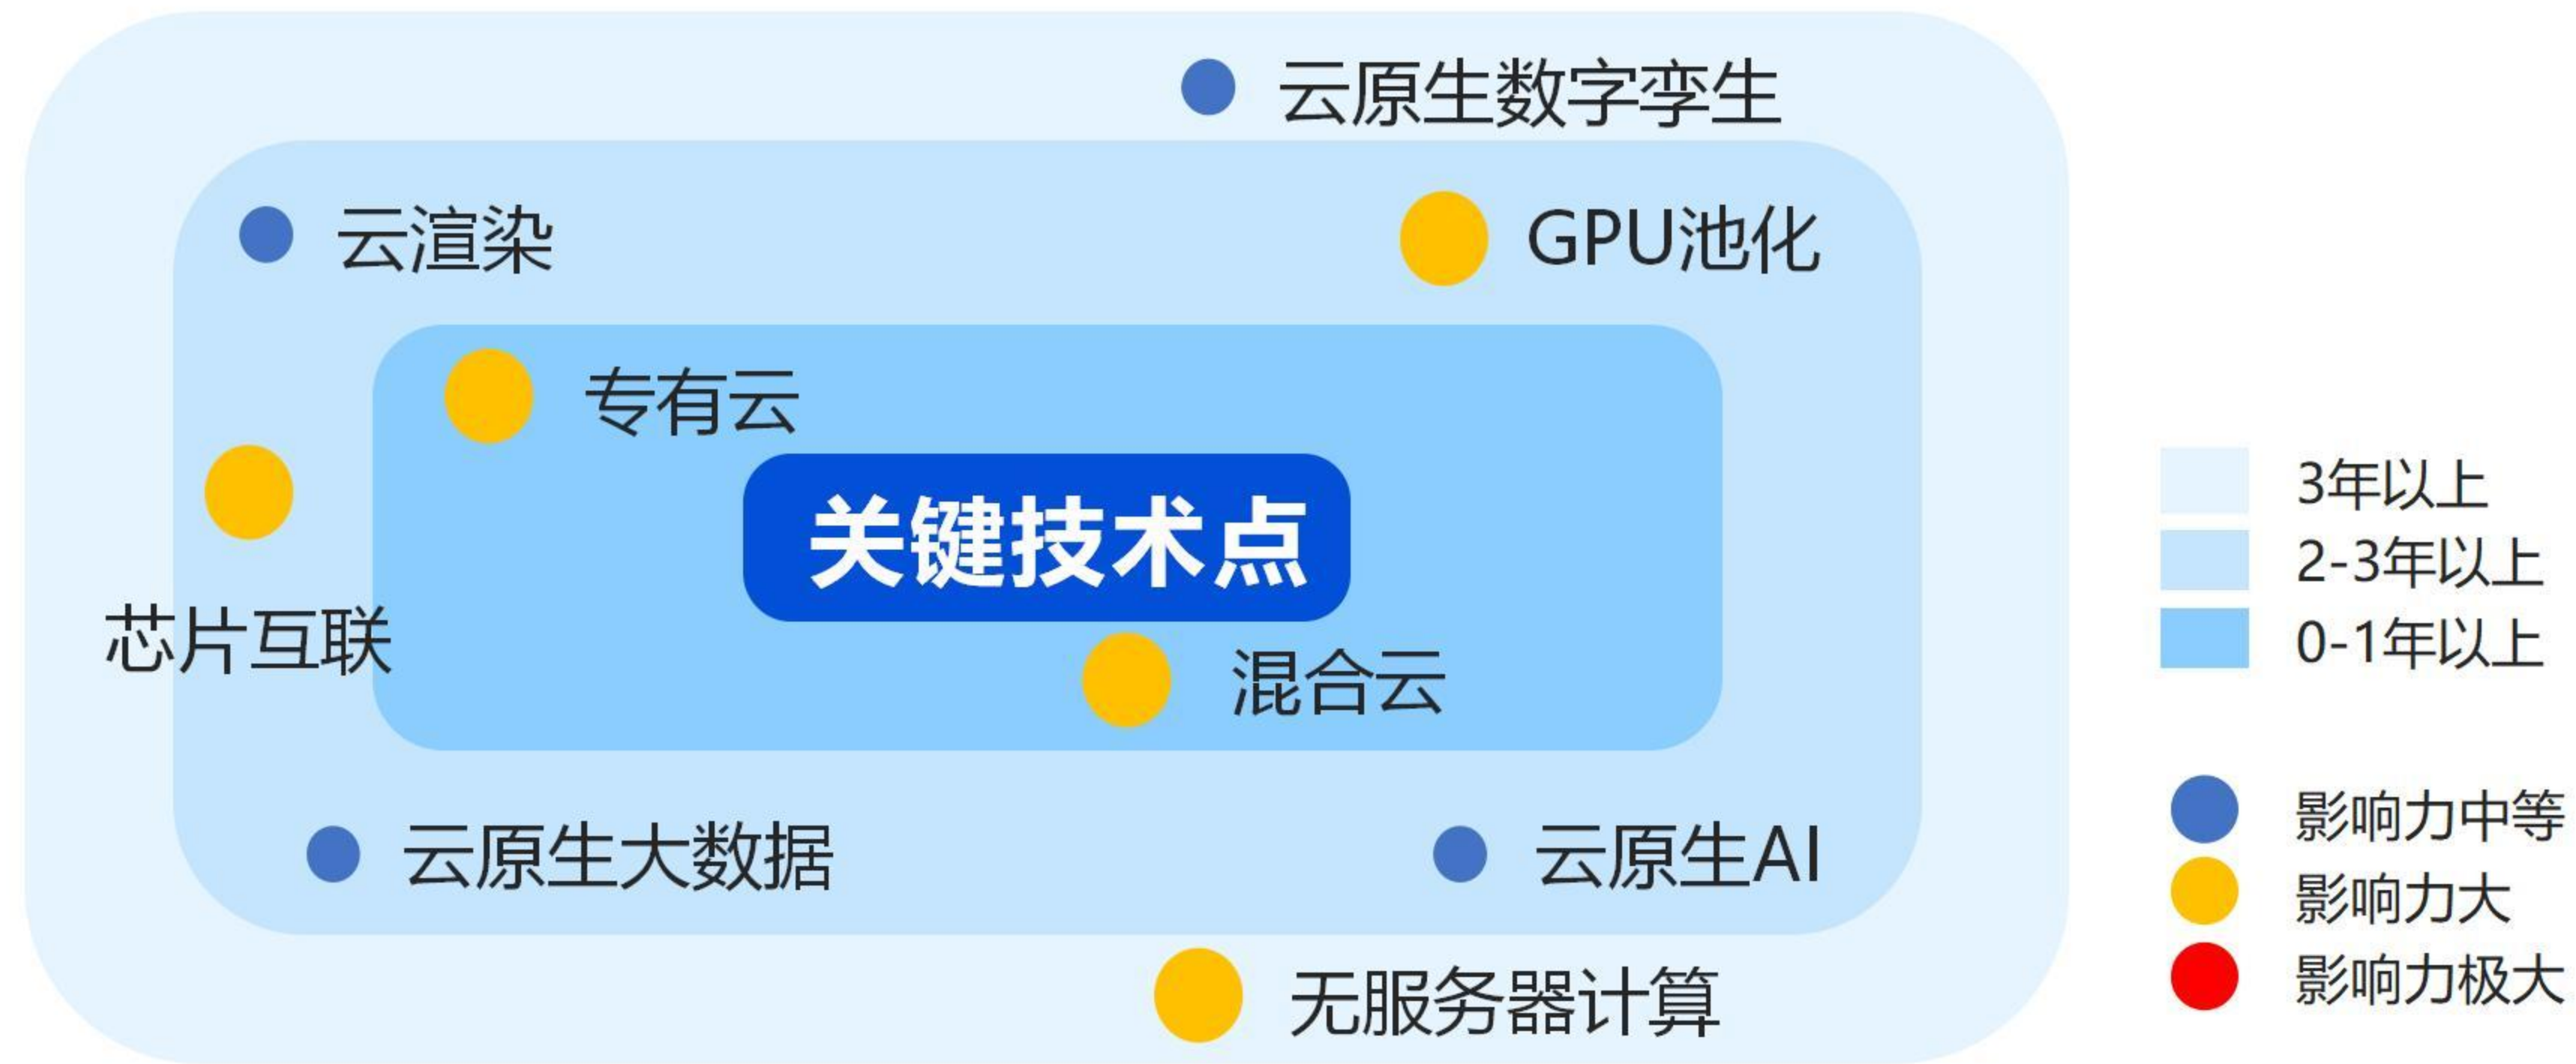 云原生数字孪生
云渲染
GPU池化
专有云
关键技术点
芯片互联
混合云
云原生大数据
云原生AI
无服务器计算
3年以上
2-3年以上
0-1年以上
影响力中等
影响力大
影响力极大